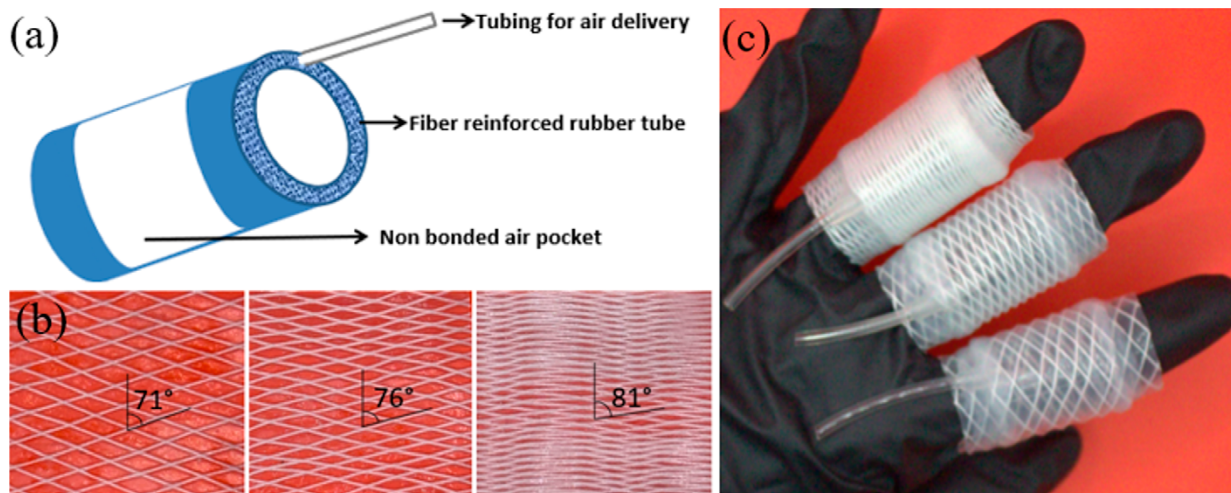 (a)
Tubing for air delivery
Fiber reinforced rubber tube
Non bonded air pocket
(b)
71°
76°
81°
(c)